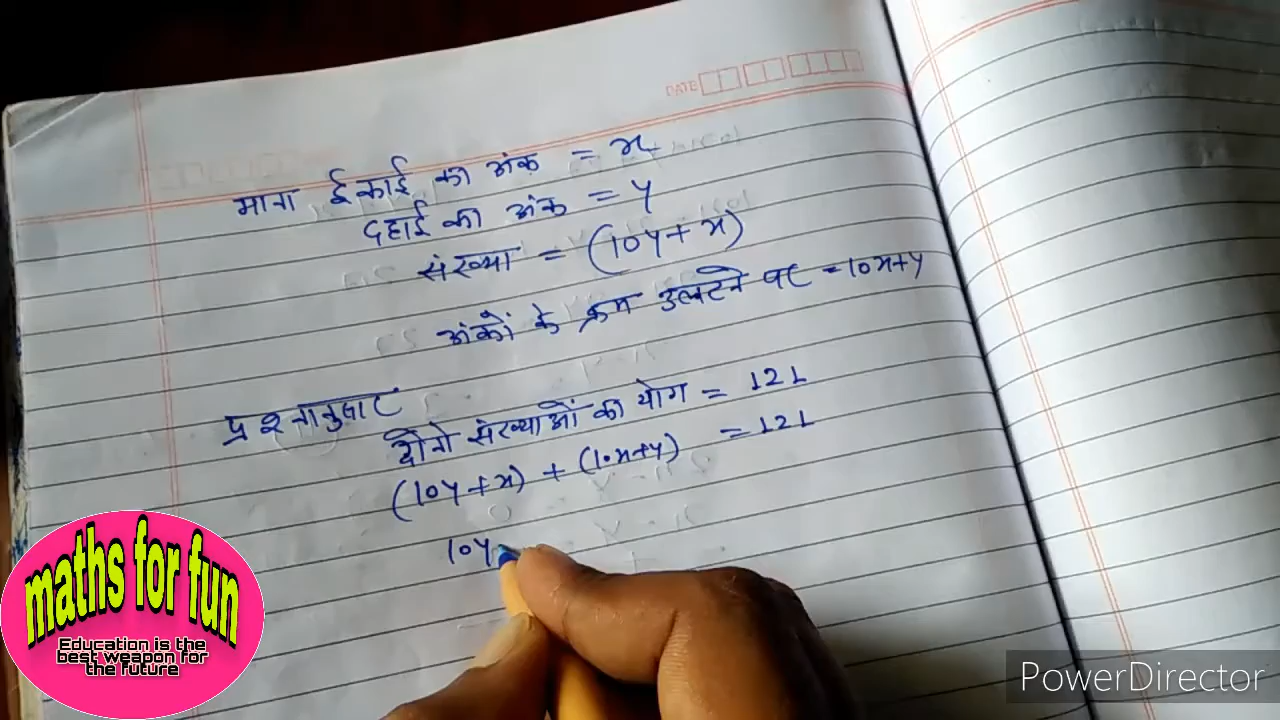 DATE
माना ईकाई का अंक = x
दहाई का अंक = y
संख्या = (10y + x)
अंकों के क्रम उलटने पर = 10x+y
प्रश्नानुसार
दोनो संख्याओं का योग = 121
(10y + x) + (10x+y) = 121
10y
maths for fun
Education is the
best weapon for
the future
PowerDirector